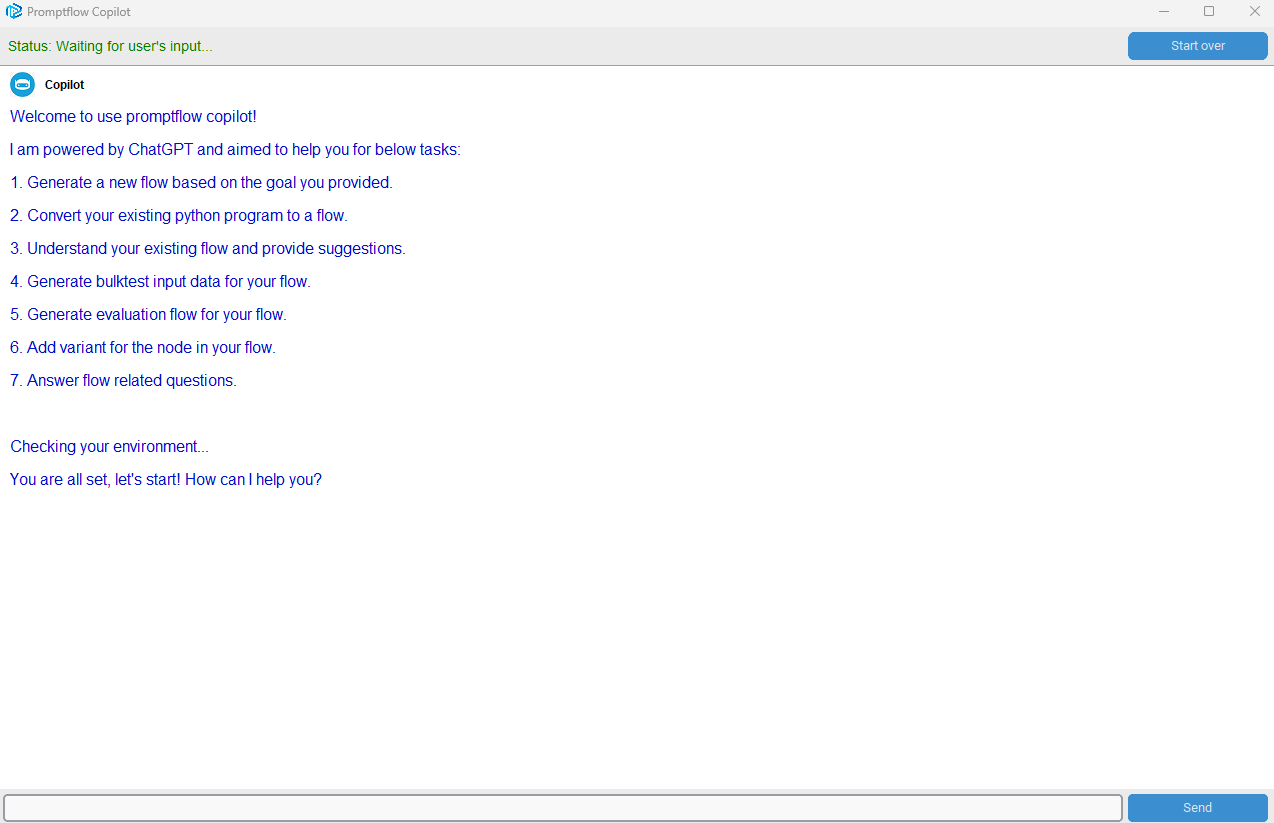 Promptflow Copilot
Status: Waiting for user's input...
Start over
Copilot
Welcome to use promptflow copilot!
I am powered by ChatGPT and aimed to help you for below tasks:
1. Generate a new flow based on the goal you provided.
2. Convert your existing python program to a flow.
3. Understand your existing flow and provide suggestions.
4. Generate bulktest input data for your flow.
5. Generate evaluation flow for your flow.
6. Add variant for the node in your flow.
7. Answer flow related questions.
Checking your environment...
You are all set, let's start! How can I help you?
Send